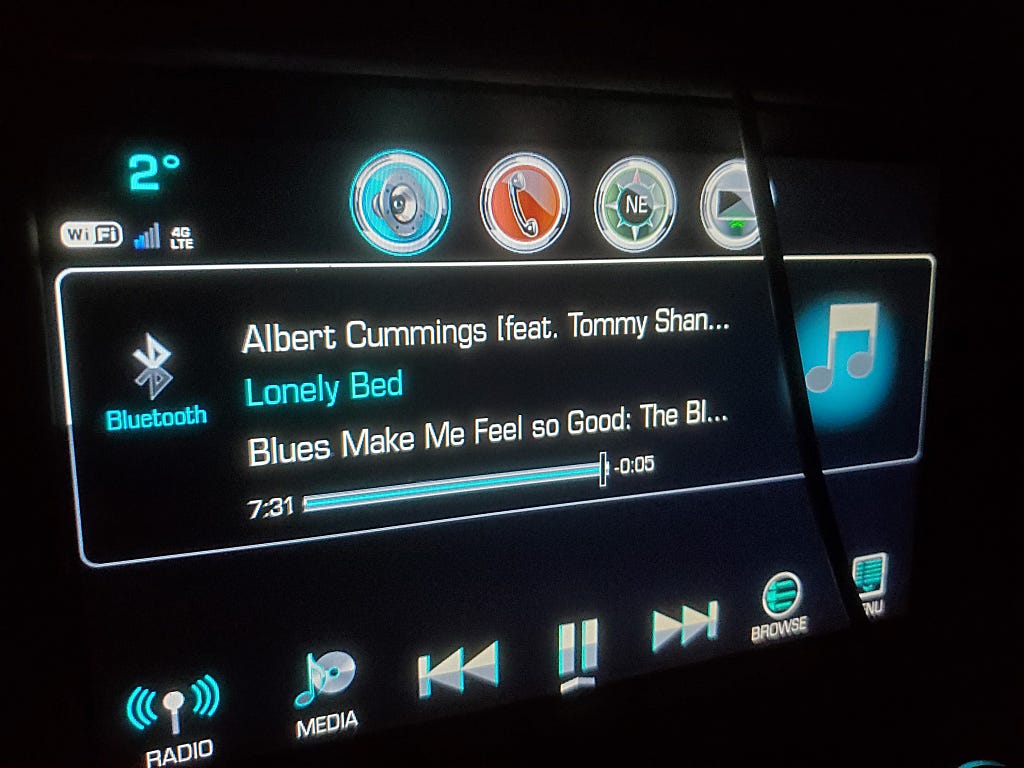 2°
NE
WiFi
4G
LTE
Albert Cummings [feat. Tommy Shan...
Lonely Bed
Bluetooth
Blues Make Me Feel so Good: The Bl...
7:31
-0:05
BROWSE
MEDIA
RADIO